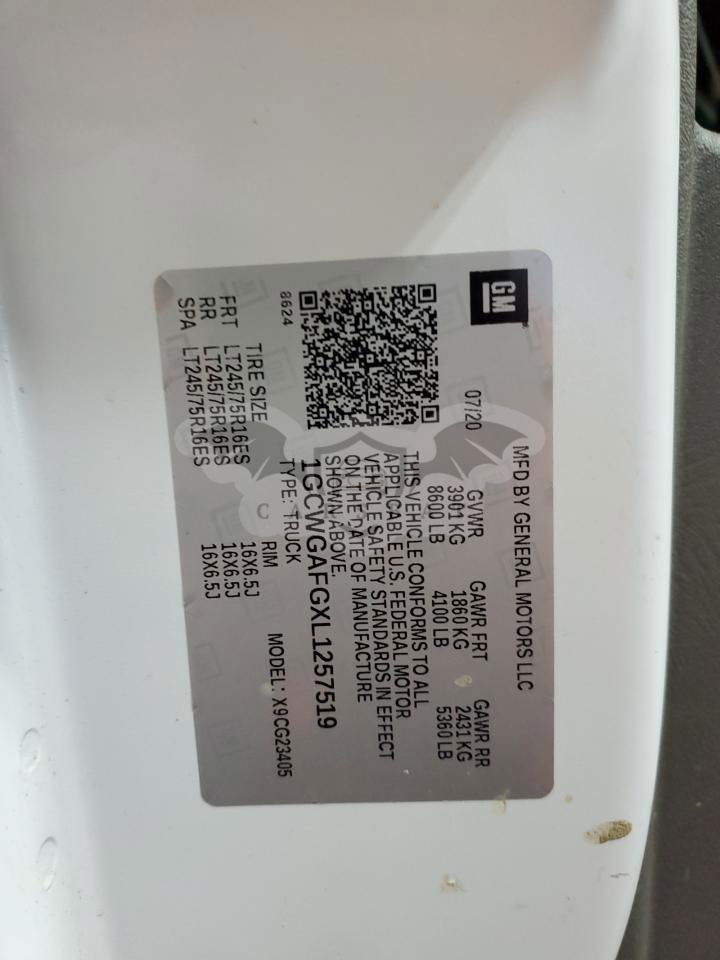 GM
MFD BY GENERAL MOTORS LLC
07/20 GVWR GAWR FRT GAWR RR
3901 KG 1860 KG 2431 KG
8600 LB 4100 LB 5360 LB
THIS VEHICLE CONFORMS TO ALL
APPLICABLE U.S. FEDERAL MOTOR
VEHICLE SAFETY STANDARDS IN EFFECT
ON THE DATE OF MANUFACTURE
SHOWN ABOVE.
1GCWGAFGXL1257519
8624 TYPE: TRUCK MODEL: X9CG23405
TIRE SIZE RIM
FRT LT245/75R16ES 16X6.5J
RR LT245/75R16ES 16X6.5J
SPA LT245/75R16ES 16X6.5J